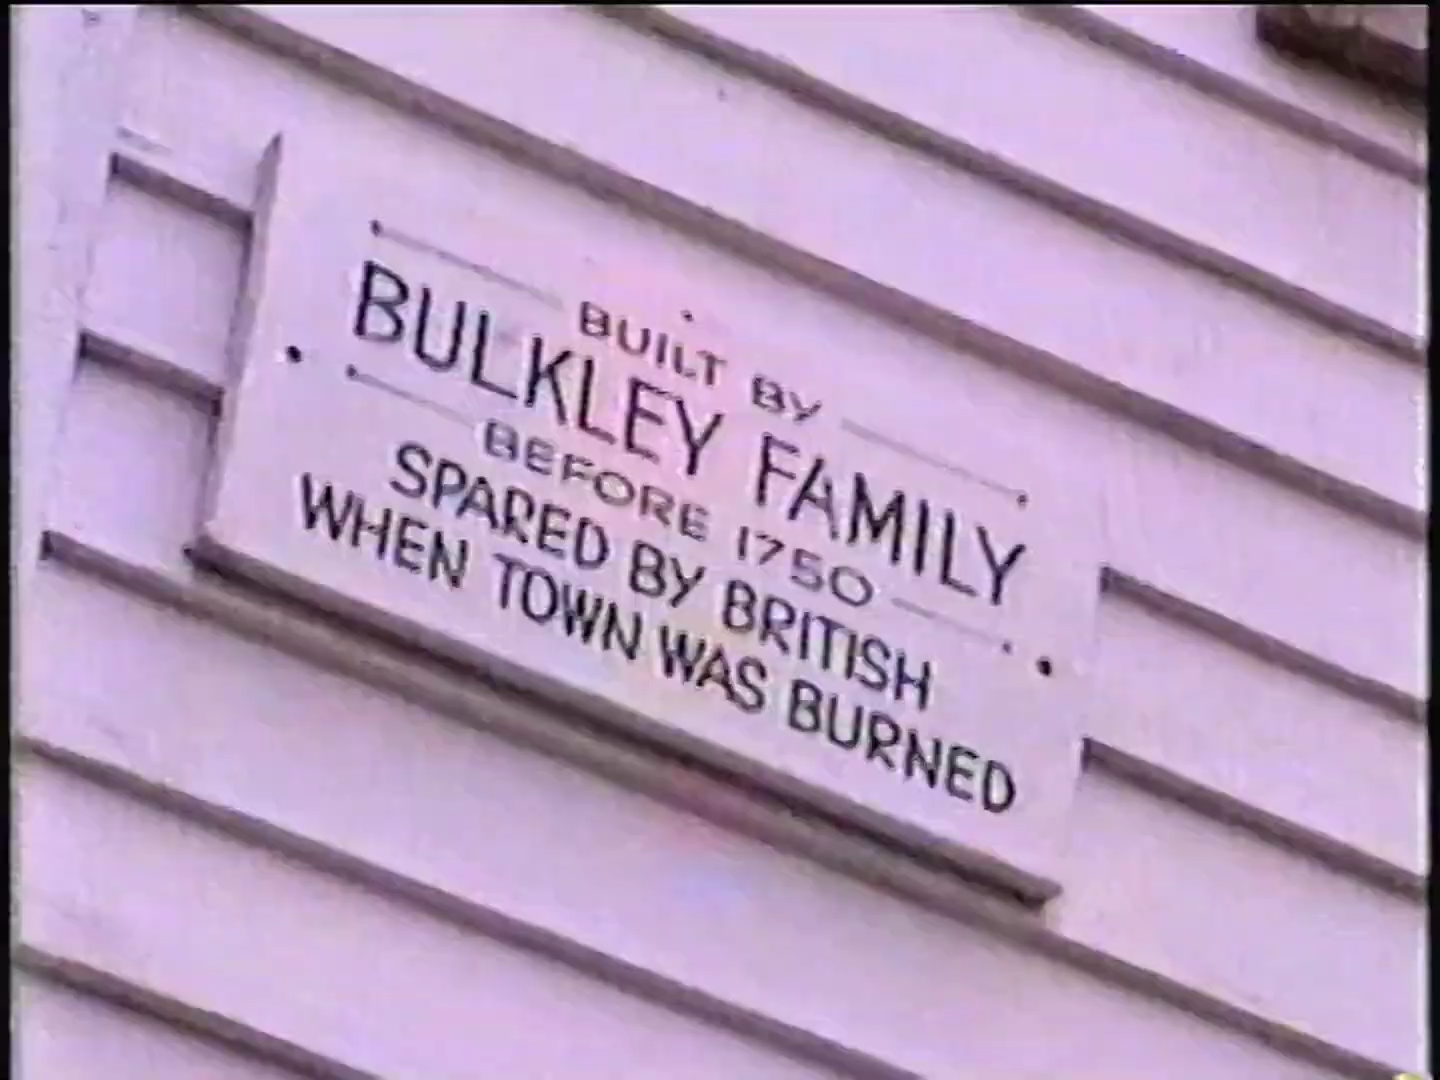 BUILT BY
BULKLEY FAMILY
BEFORE 1750
SPARED BY BRITISH
WHEN TOWN WAS BURNED